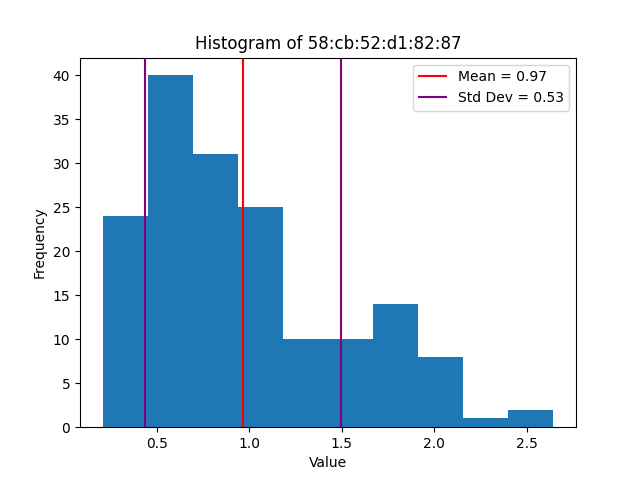 Histogram of 58:cb:52:d1:82:87
Mean = 0.97
Std Dev = 0.53
Frequency
40
35
30
25
20
15
10
5
0
0.5 1.0 1.5 2.0 2.5
Value